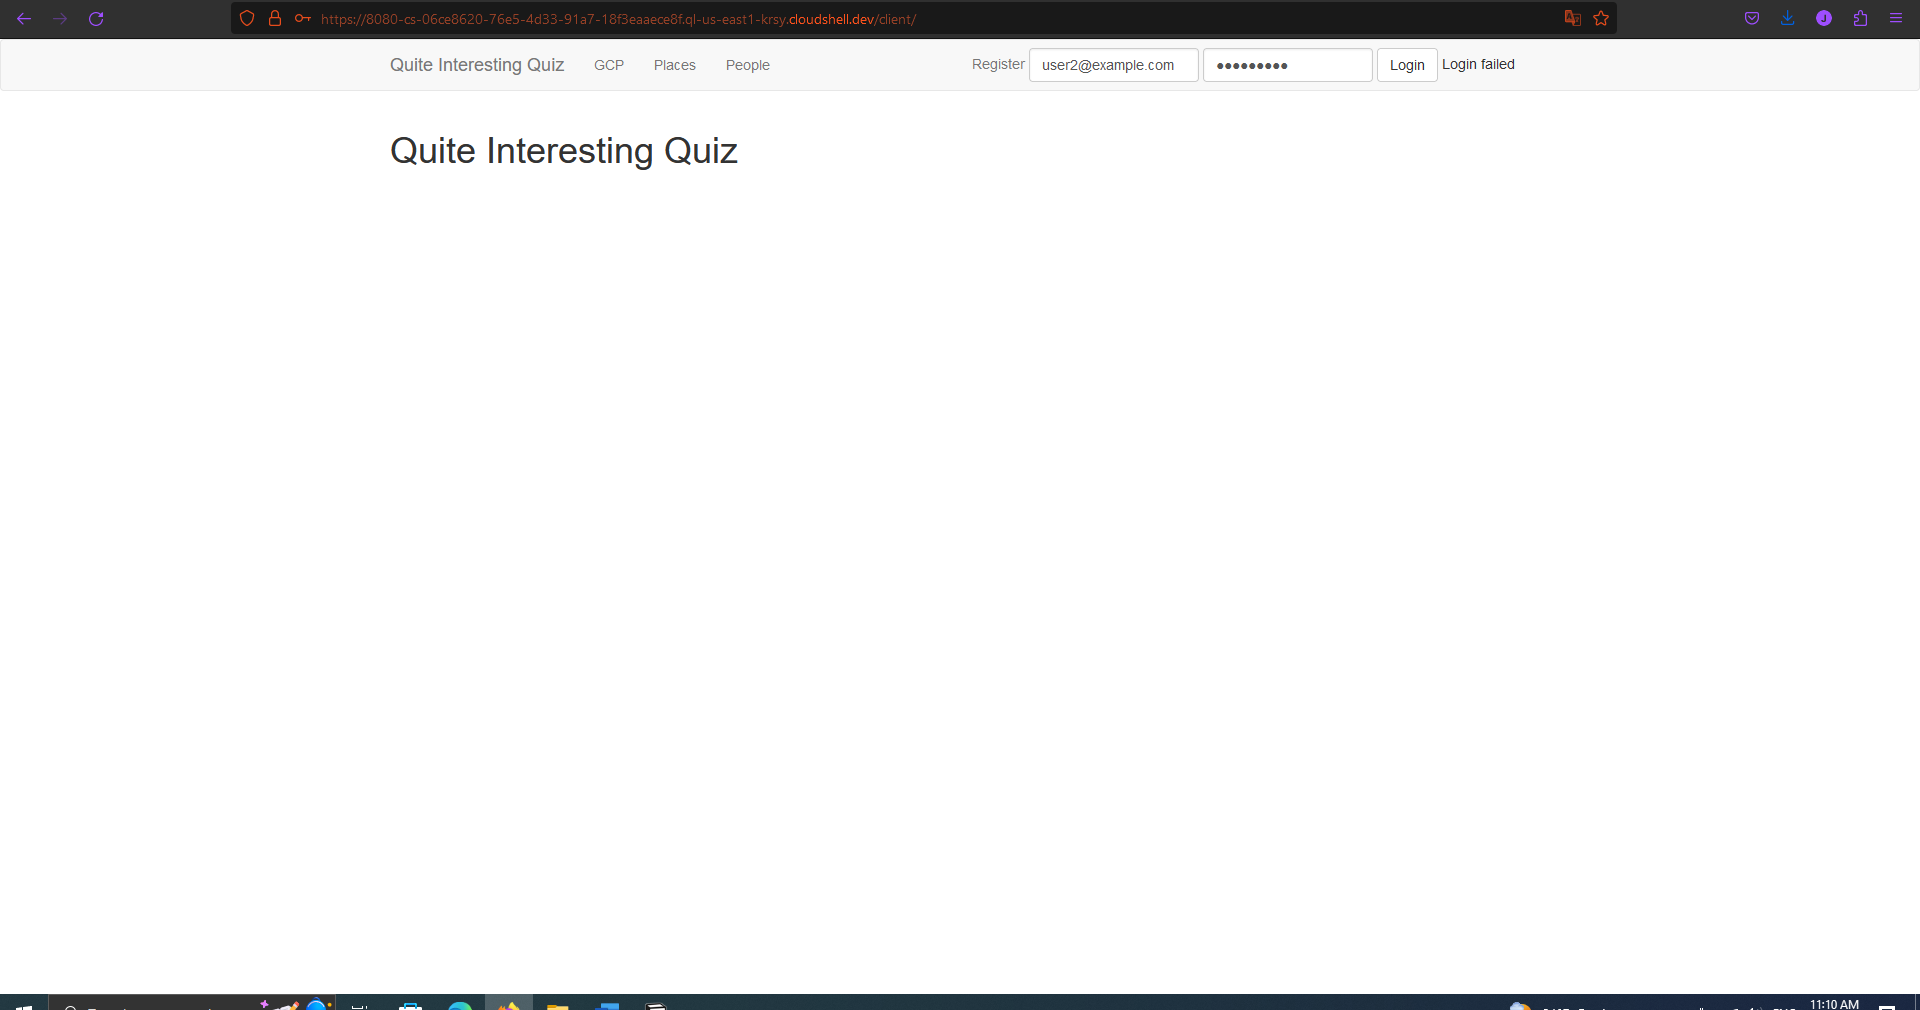 https://8080-cs-06ce8620-76e5-4d33-91a7-18f3eaaece8f.ql-us-east1-krsy.cloudshell.dev/client/
Quite Interesting Quiz GCP Places People Register user2@example.com Login Login failed
Quite Interesting Quiz
11:10 AM